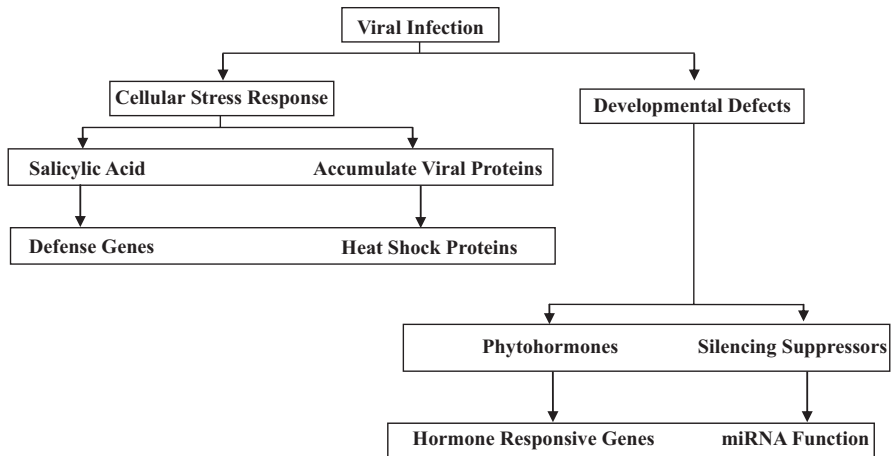 Viral Infection
Cellular Stress Response
Developmental Defects
Salicylic Acid
Accumulate Viral Proteins
Defense Genes
Heat Shock Proteins
Phytohormones
Silencing Suppressors
Hormone Responsive Genes
miRNA Function